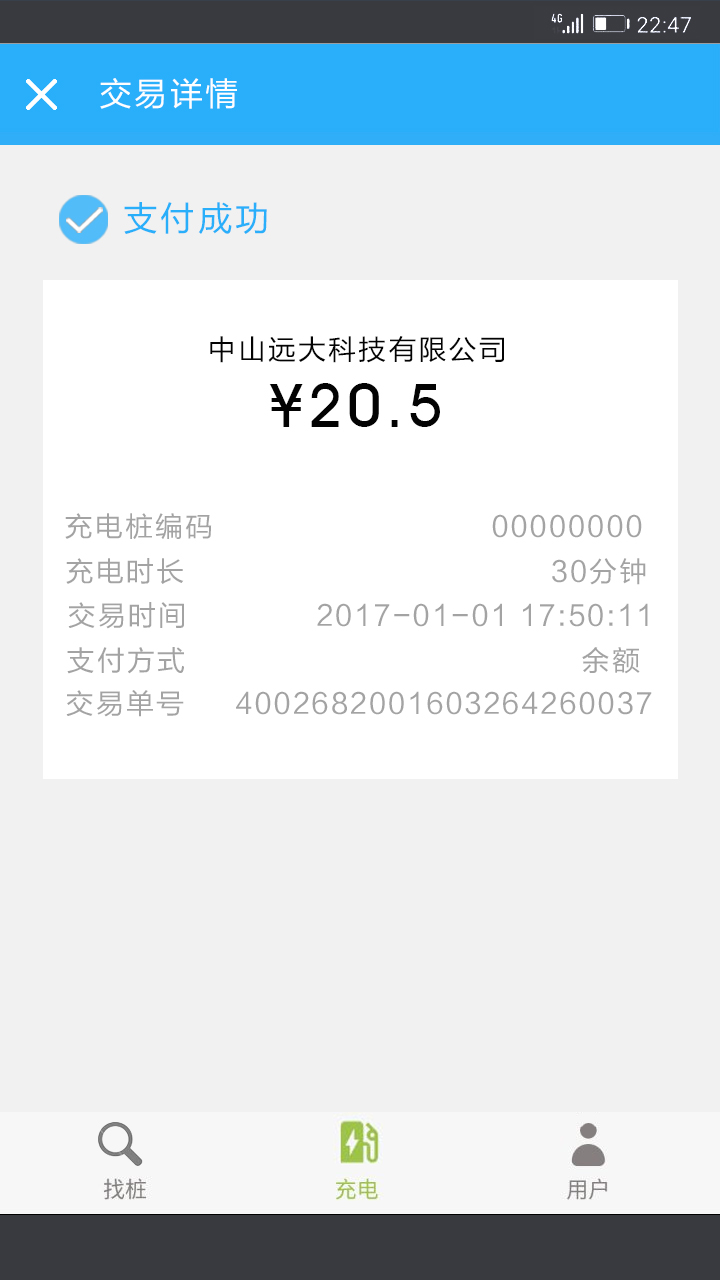 4G 22:47
交易详情
支付成功
中山远大科技有限公司
¥20.5
充电桩编码 00000000
充电时长 30分钟
交易时间 2017-01-01 17:50:11
支付方式 余额
交易单号 4002682001603264260037
找桩 充电 用户